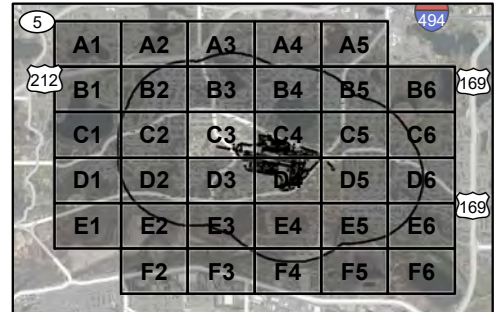 5
494
A1 A2 A3 A4 A5
212
169
B1 B2 B3 B4 B5 B6
C1 C2 C3 C4 C5 C6
D1 D2 D3 D4 D5 D6
169
E1 E2 E3 E4 E5 E6
F2 F3 F4 F5 F6